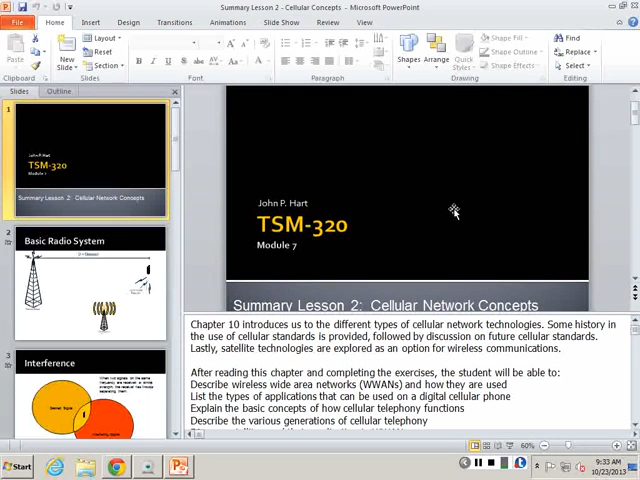 Summary Lesson 2 - Cellular Concepts - Microsoft PowerPoint
File Home Insert Design Transitions Animations Slide Show Review View
Paste
New
Slide
Layout
Reset
Section
B I U S
Shapes Arrange Quick
Styles
Shape Fill
Shape Outline
Shape Effects
Find
Replace
Select
Clipboard Slides Font Paragraph Drawing Editing
Slides Outline
1
John P. Hart
TSM-320
Module 7
Summary Lesson 2: Cellular Network Concepts
2
Basic Radio System
3
Interference
John P. Hart
TSM-320
Module 7
Summary Lesson 2: Cellular Network Concepts
Chapter 10 introduces us to the different types of cellular network technologies. Some history in
the use of cellular standards is provided, followed by discussion on future cellular standards.
Lastly, satellite technologies are explored as an option for wireless communications.
After reading this chapter and completing the exercises, the student will be able to:
Describe wireless wide area networks (WWANs) and how they are used
List the types of applications that can be used on a digital cellular phone
Explain the basic concepts of how cellular telephony functions
Describe the various generations of cellular telephony
60%
Start
9:33 AM
10/23/2013